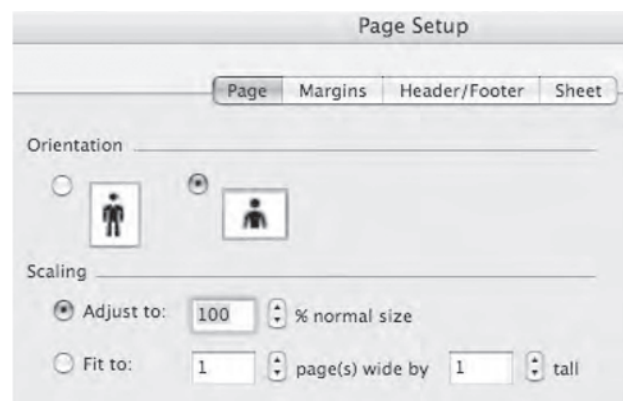 Page Setup
Page Margins Header/Footer Sheet
Orientation
Scaling
Adjust to: 100 % normal size
Fit to: 1 page(s) wide by 1 tall